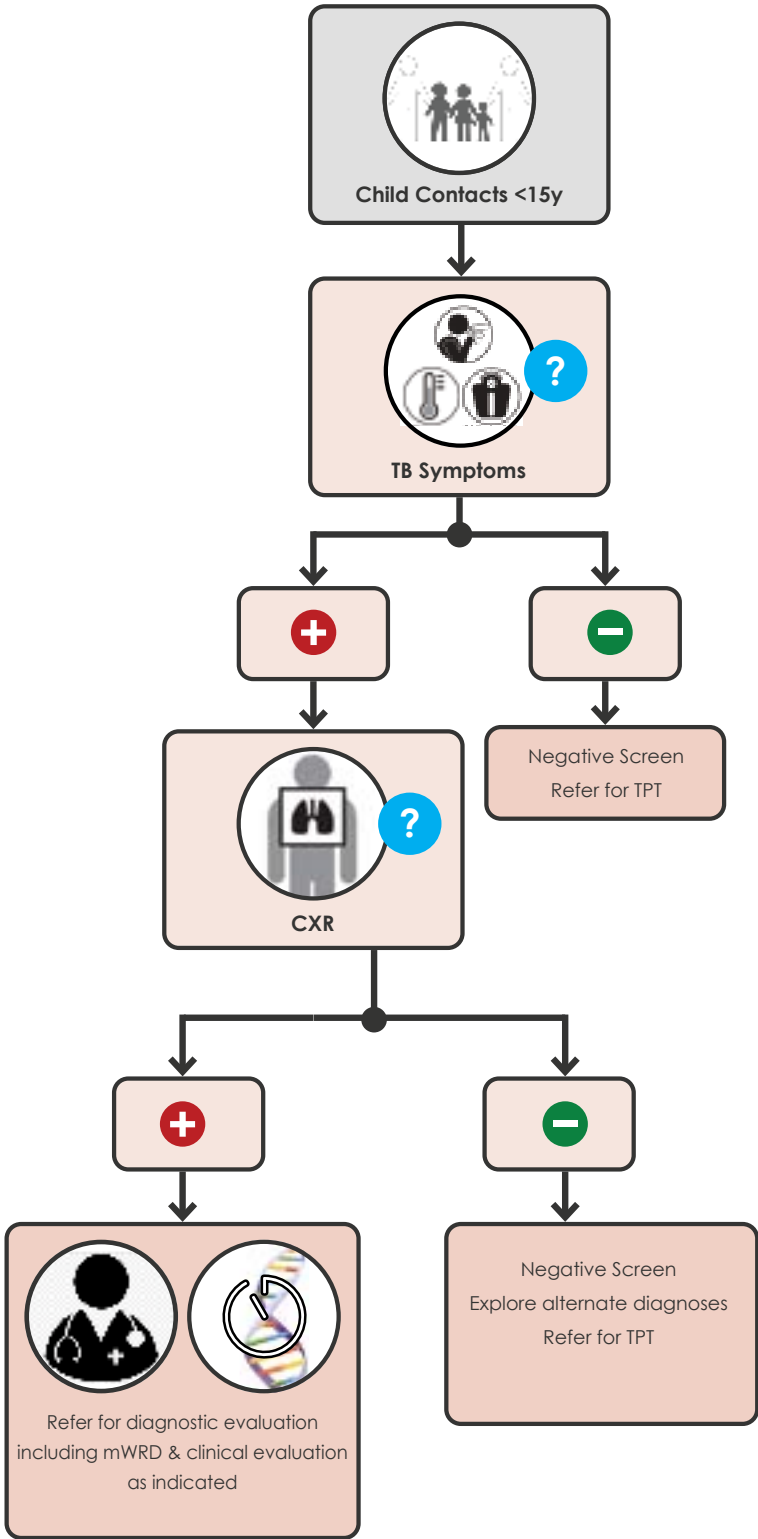 Child Contacts <15y
?
TB Symptoms
Negative Screen
Refer for TPT
?
CXR
Negative Screen
Explore alternate diagnoses
Refer for TPT
Refer for diagnostic evaluation
including mWRD & clinical evaluation
as indicated